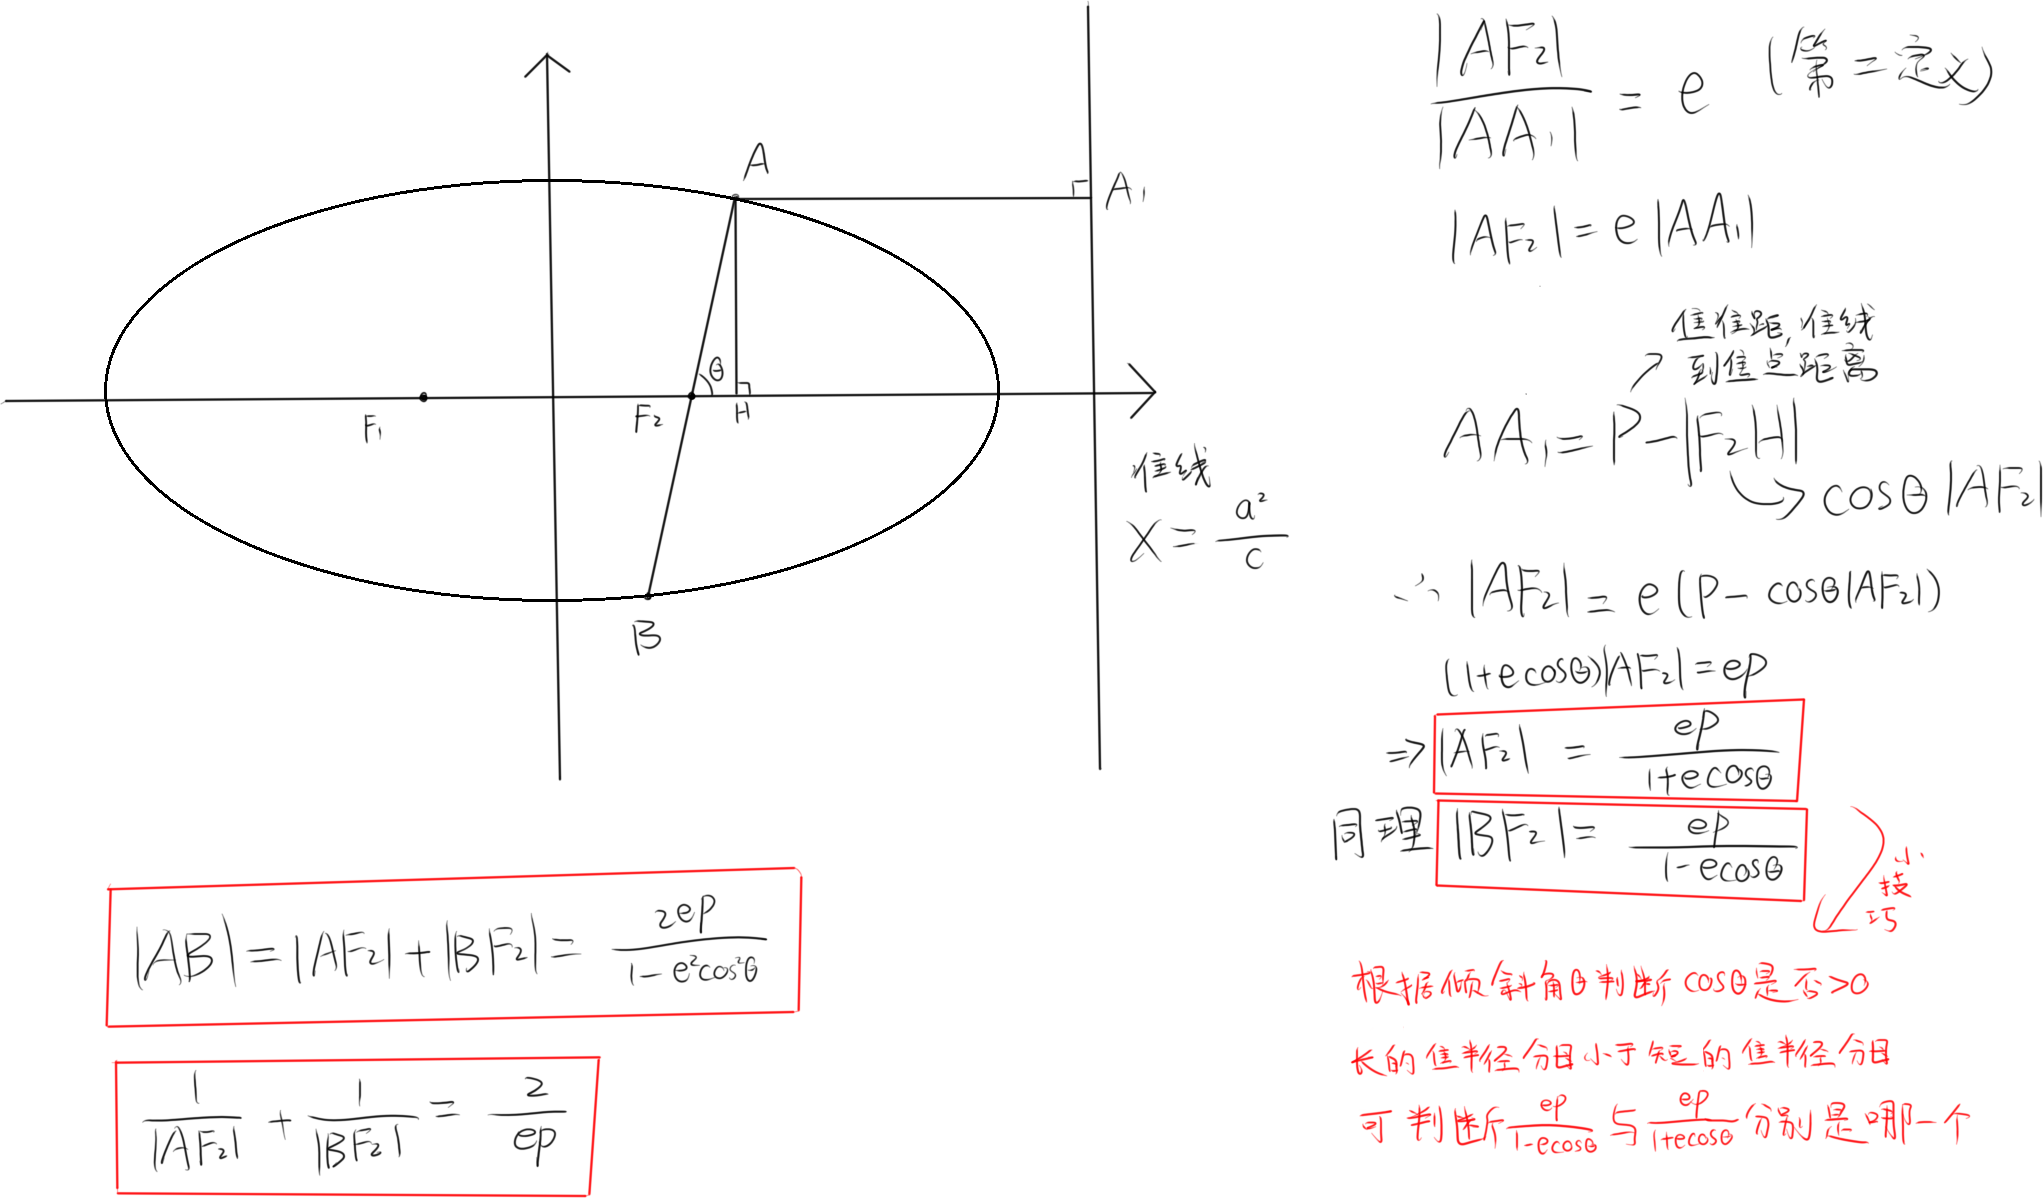 A
A₁
θ
F₁
F₂
H
B
准线
x = a²/c
|AF₂|/|AA₁| = e (第二定义)
|AF₂| = e|AA₁|
焦准距,准线
到焦点距离
AA₁ = P - |F₂H|
cosθ|AF₂|
∴ |AF₂| = e(P - cosθ|AF₂|)
(1+ecosθ)|AF₂| = ep
⇒ |AF₂| = ep/(1+ecosθ)
同理 |BF₂| = ep/(1-ecosθ)
小技巧
根据倾斜角θ判断cosθ是否>0
长的焦半径分母小于短的焦半径分母
可判断 ep/(1-ecosθ) 与 ep/(1+ecosθ) 分别是哪一个
|AB| = |AF₂| + |BF₂| = 2ep/(1-e²cos²θ)
1/|AF₂| + 1/|BF₂| = 2/ep